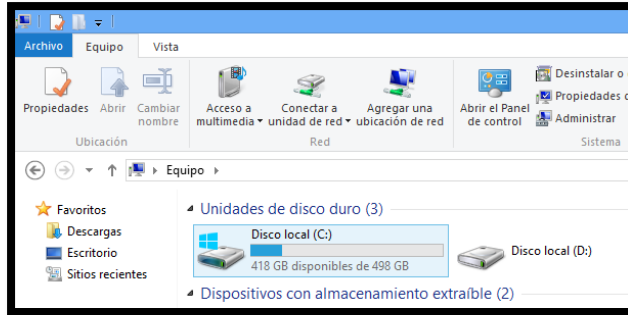 Archivo Equipo Vista
Propiedades Abrir Cambiar nombre Acceso a multimedia Conectar a unidad de red Agregar una ubicación de red Abrir el Panel de control Desinstalar o
Propiedades
Administrar
Ubicación Red Sistema
Equipo
Favoritos
Descargas
Escritorio
Sitios recientes
Unidades de disco duro (3)
Disco local (C:)
418 GB disponibles de 498 GB
Disco local (D:)
Dispositivos con almacenamiento extraíble (2)